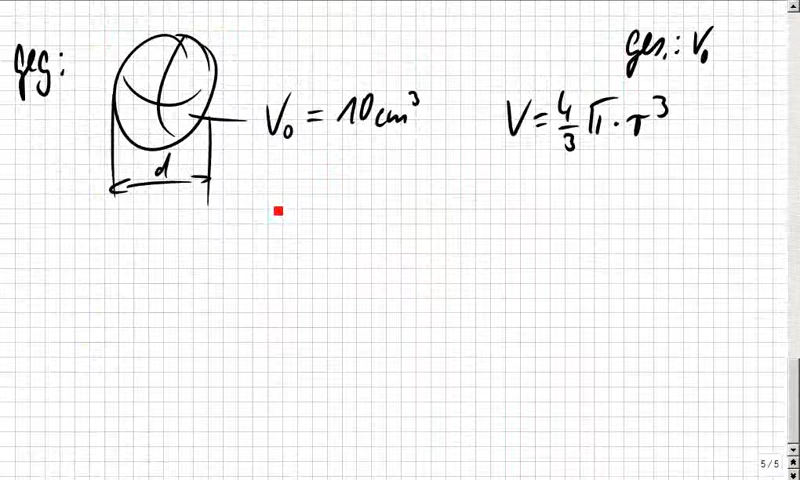 geg:
V₀ = 10 cm³
ges.: V₀
V = 4/3 π · r³
d
5/5